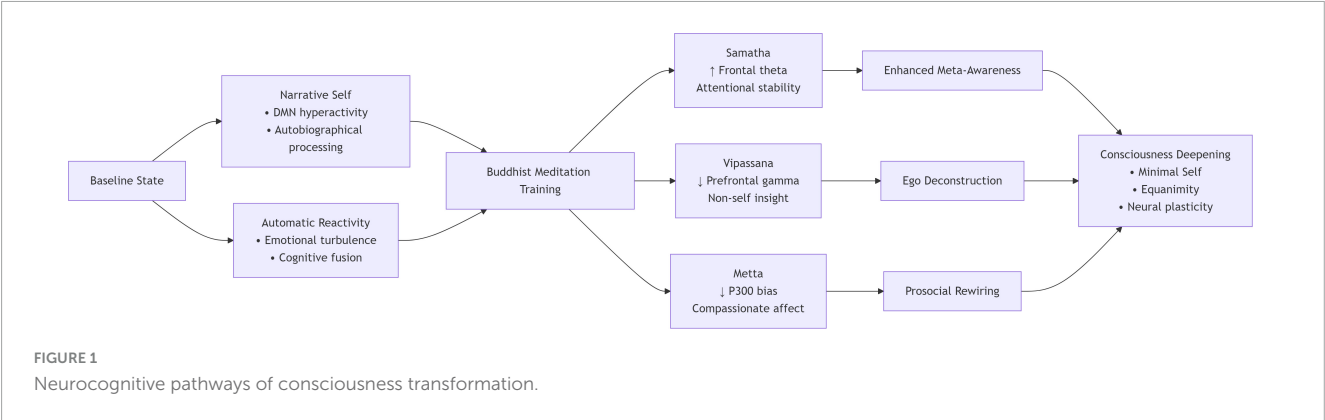 Baseline State
Narrative Self
• DMN hyperactivity
• Autobiographical
processing
Automatic Reactivity
• Emotional turbulence
• Cognitive fusion
Buddhist Meditation
Training
Samatha
↑ Frontal theta
Attentional stability
Vipassana
↓ Prefrontal gamma
Non-self insight
Metta
↓ P300 bias
Compassionate affect
Enhanced Meta-Awareness
Ego Deconstruction
Prosocial Rewiring
Consciousness Deepening
• Minimal Self
• Equanimity
• Neural plasticity
FIGURE 1
Neurocognitive pathways of consciousness transformation.